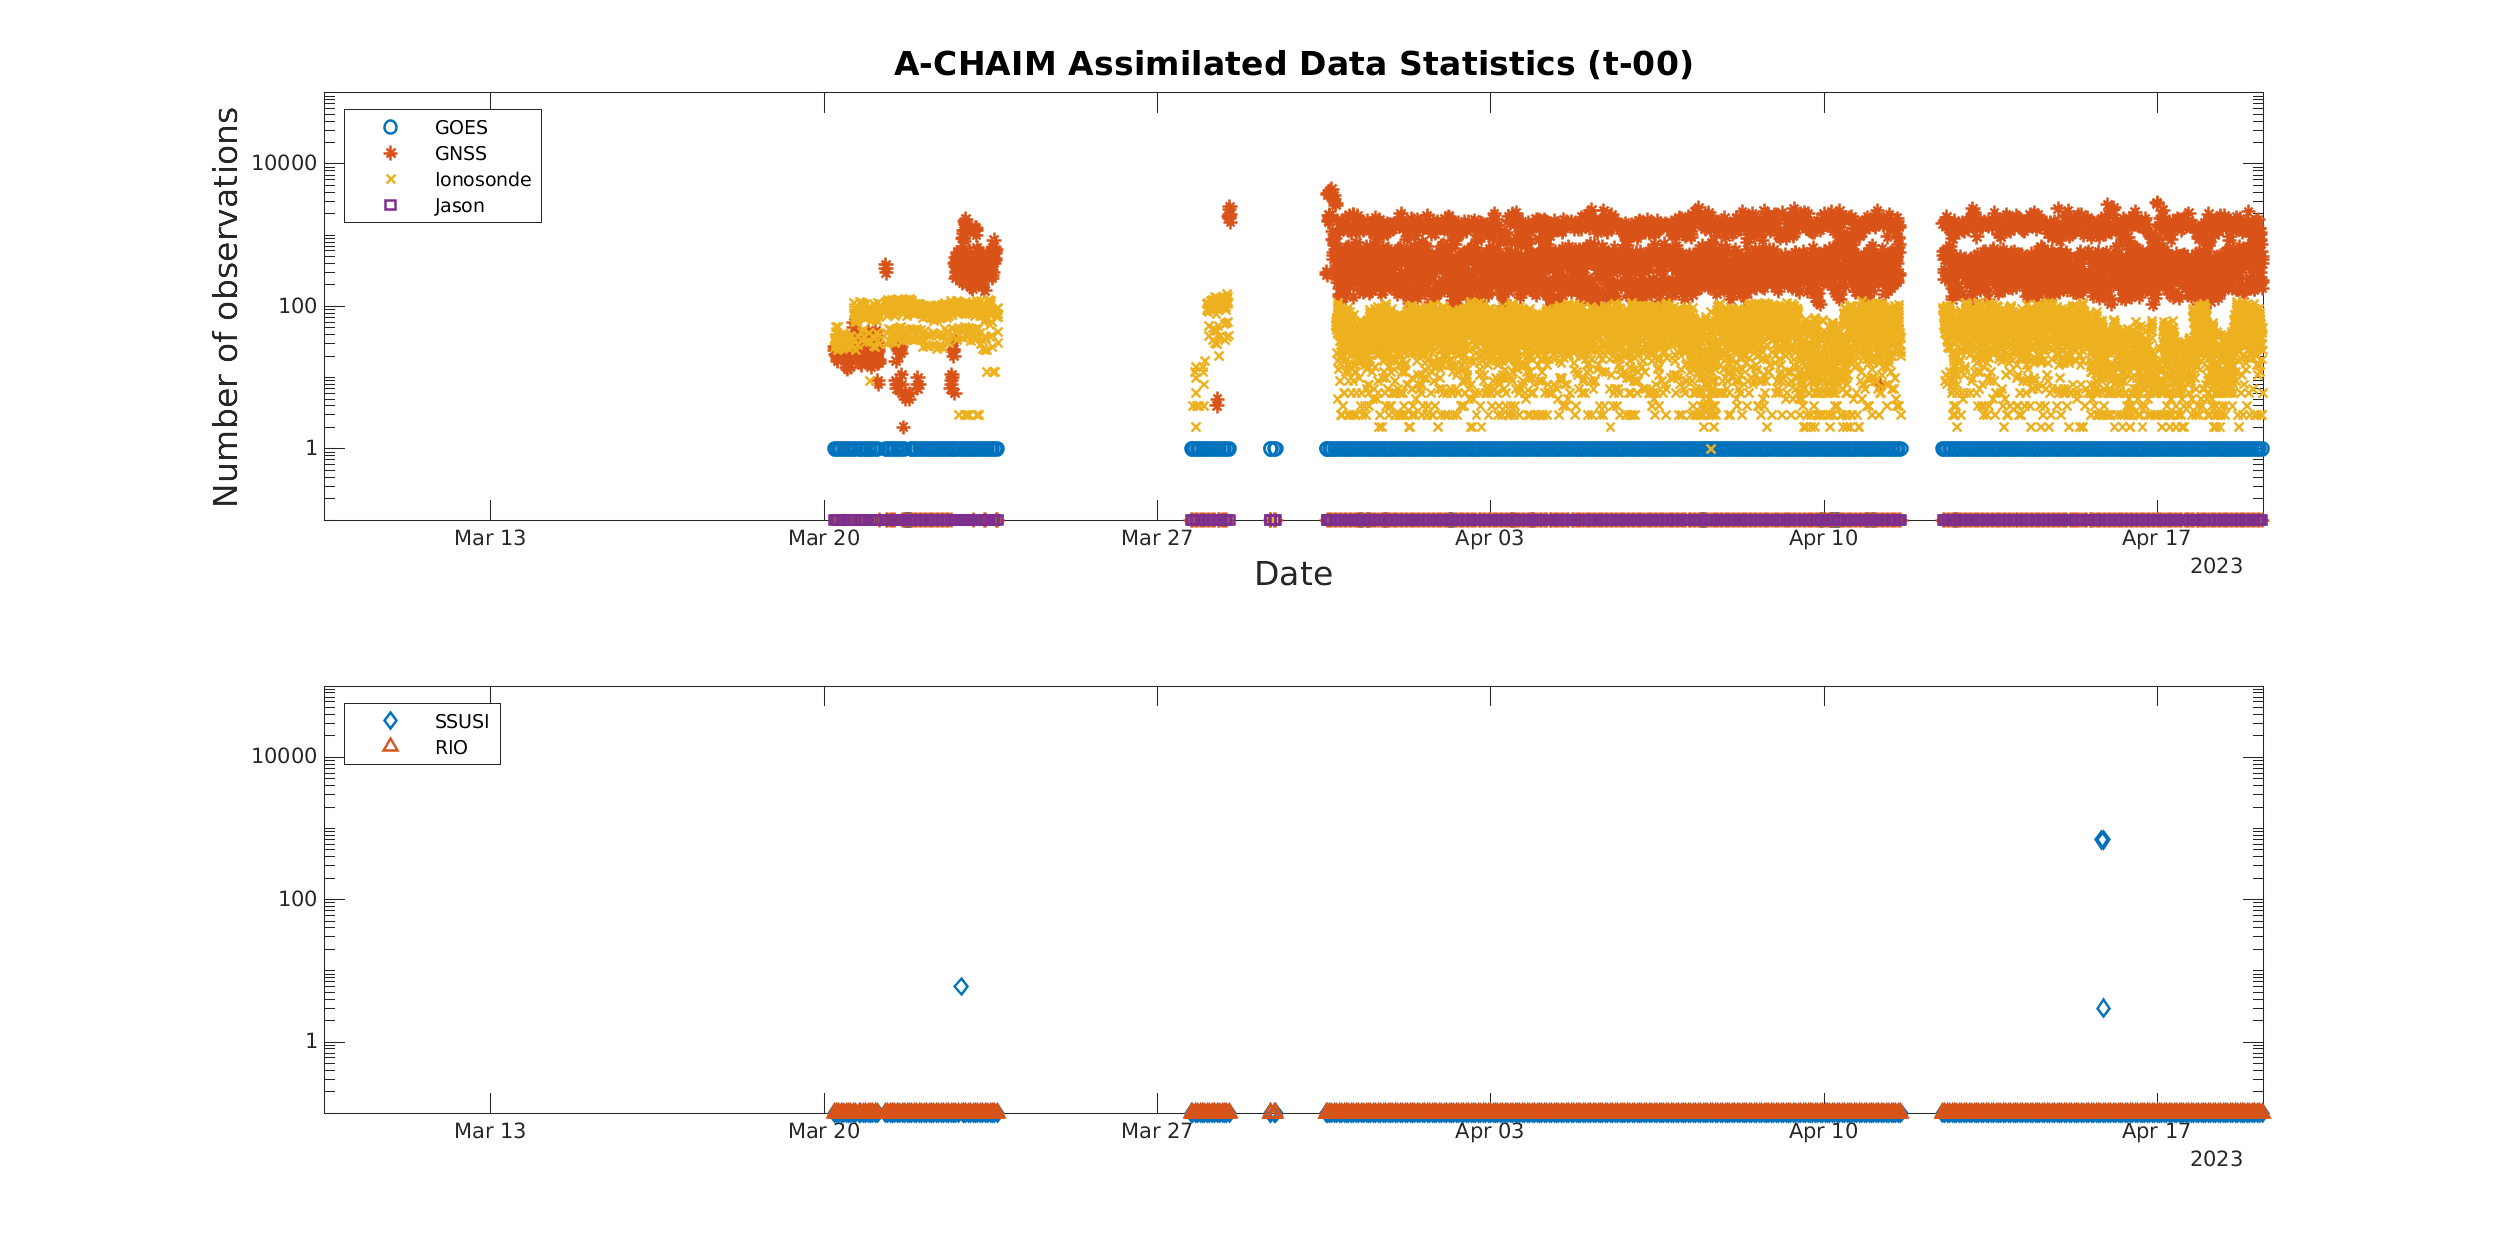 A-CHAIM Assimilated Data Statistics (t-00)
Number of observations
10000
100
1
GOES
GNSS
Ionosonde
Jason
Mar 13 Mar 20 Mar 27 Apr 03 Apr 10 Apr 17
2023
Date
10000
100
1
SSUSI
RIO
Mar 13 Mar 20 Mar 27 Apr 03 Apr 10 Apr 17
2023